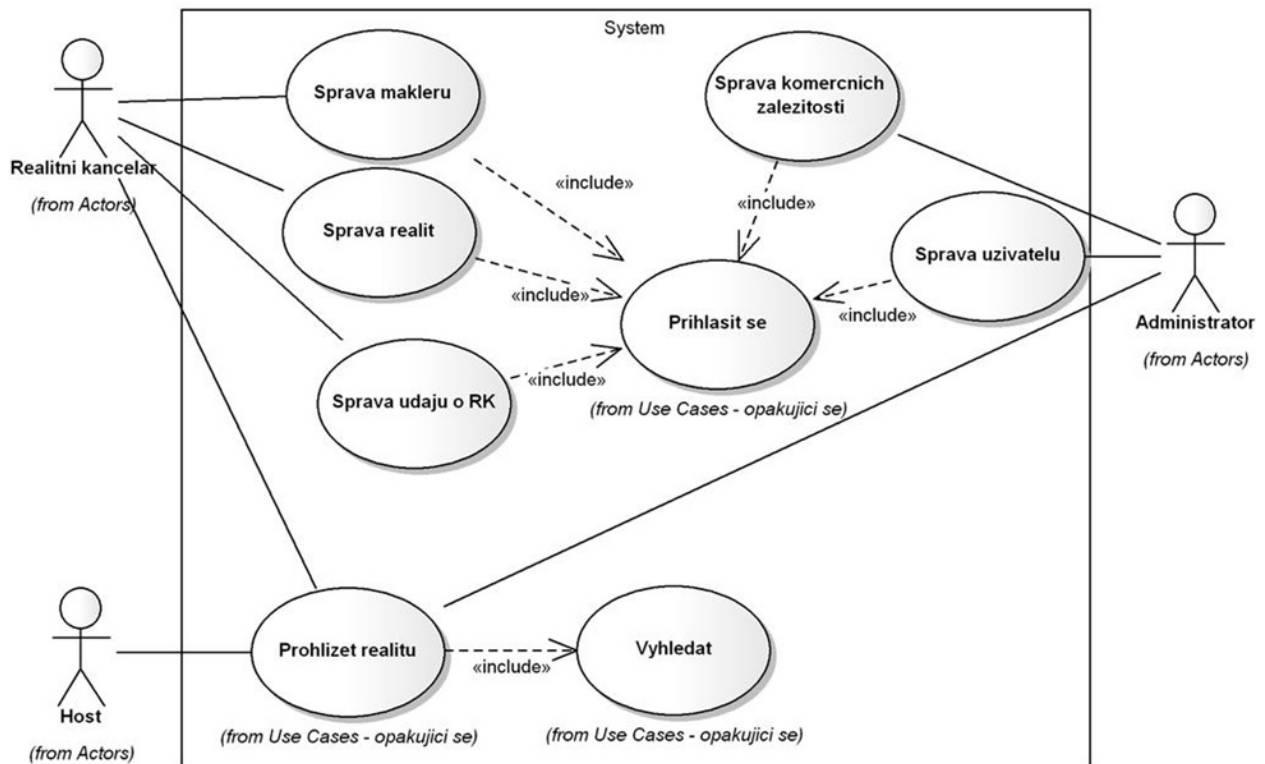 System
Sprava makleru
Sprava komercnich
zalezitosti
Realitni kancelar
(from Actors)
«include»
«include»
Sprava realit
Sprava uzivatelu
«include»
«include»
Prihlasit se
Administrator
(from Actors)
Sprava udaju o RK
«include»
(from Use Cases - opakujici se)
Prohlizet realitu
«include»
Vyhledat
Host
(from Actors)
(from Use Cases - opakujici se)
(from Use Cases - opakujici se)